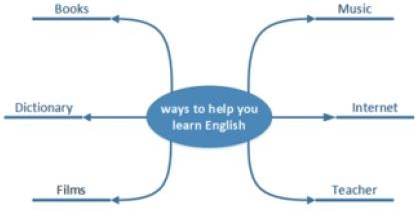 Books
Music
ways to help you
learn English
Dictionary
Internet
Films
Teacher